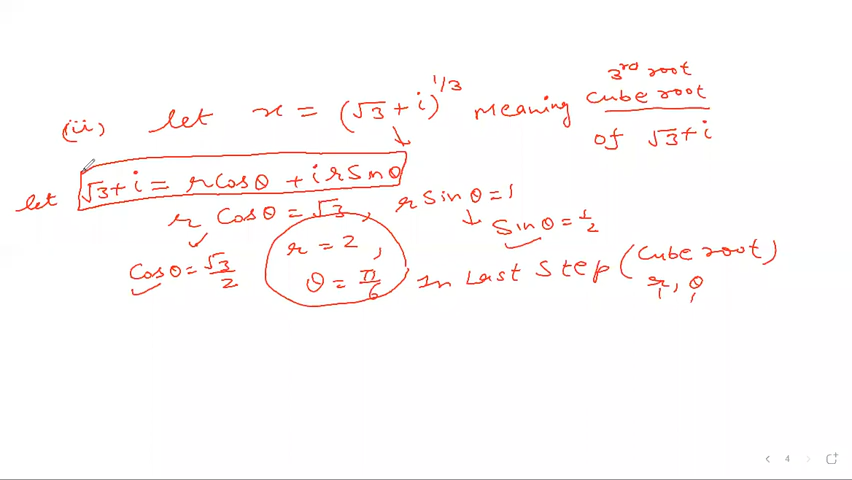 3rd root
(ii) let x = (√3 + i)^1/3 meaning cube root
of √3 + i
let √3 + i = r cosθ + i r sinθ
r cosθ = √3, r sinθ = 1
sinθ = 1/2
cosθ = √3/2 r = 2, θ = π/6 In Last Step (cube root)
r, θ
4